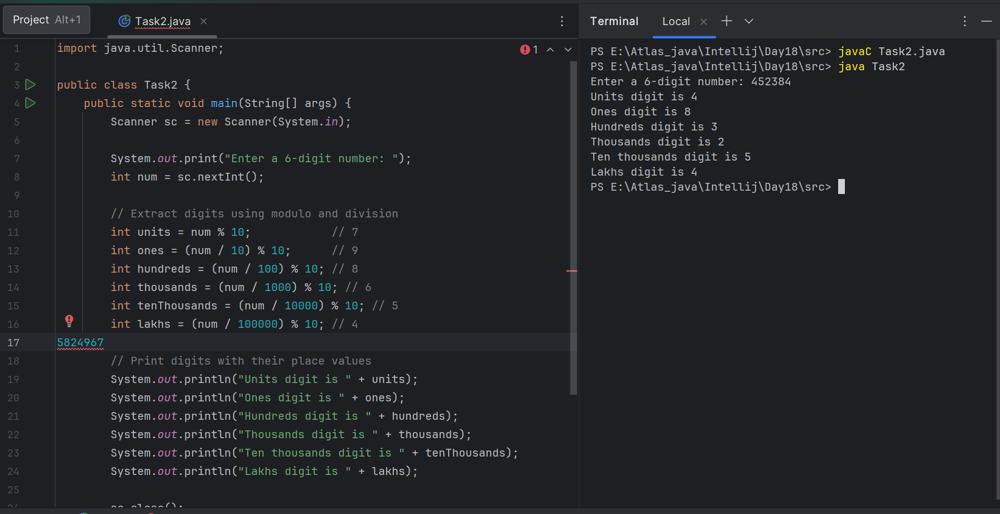 Project Alt+1
Task2.java
1
1 import java.util.Scanner;
2
3 public class Task2 {
4 public static void main(String[] args) {
5 Scanner sc = new Scanner(System.in);
6
7 System.out.print("Enter a 6-digit number: ");
8 int num = sc.nextInt();
9
10 // Extract digits using modulo and division
11 int units = num % 10; // 7
12 int ones = (num / 10) % 10; // 9
13 int hundreds = (num / 100) % 10; // 8
14 int thousands = (num / 1000) % 10; // 6
15 int tenThousands = (num / 10000) % 10; // 5
16 int lakhs = (num / 100000) % 10; // 4
17 5824967
18 // Print digits with their place values
19 System.out.println("Units digit is " + units);
20 System.out.println("Ones digit is " + ones);
21 System.out.println("Hundreds digit is " + hundreds);
22 System.out.println("Thousands digit is " + thousands);
23 System.out.println("Ten thousands digit is " + tenThousands);
24 System.out.println("Lakhs digit is " + lakhs);
25
Terminal Local
PS E:\Atlas_java\Intellij\Day18\src> javaC Task2.java
PS E:\Atlas_java\Intellij\Day18\src> java Task2
Enter a 6-digit number: 452384
Units digit is 4
Ones digit is 8
Hundreds digit is 3
Thousands digit is 2
Ten thousands digit is 5
Lakhs digit is 4
PS E:\Atlas_java\Intellij\Day18\src>